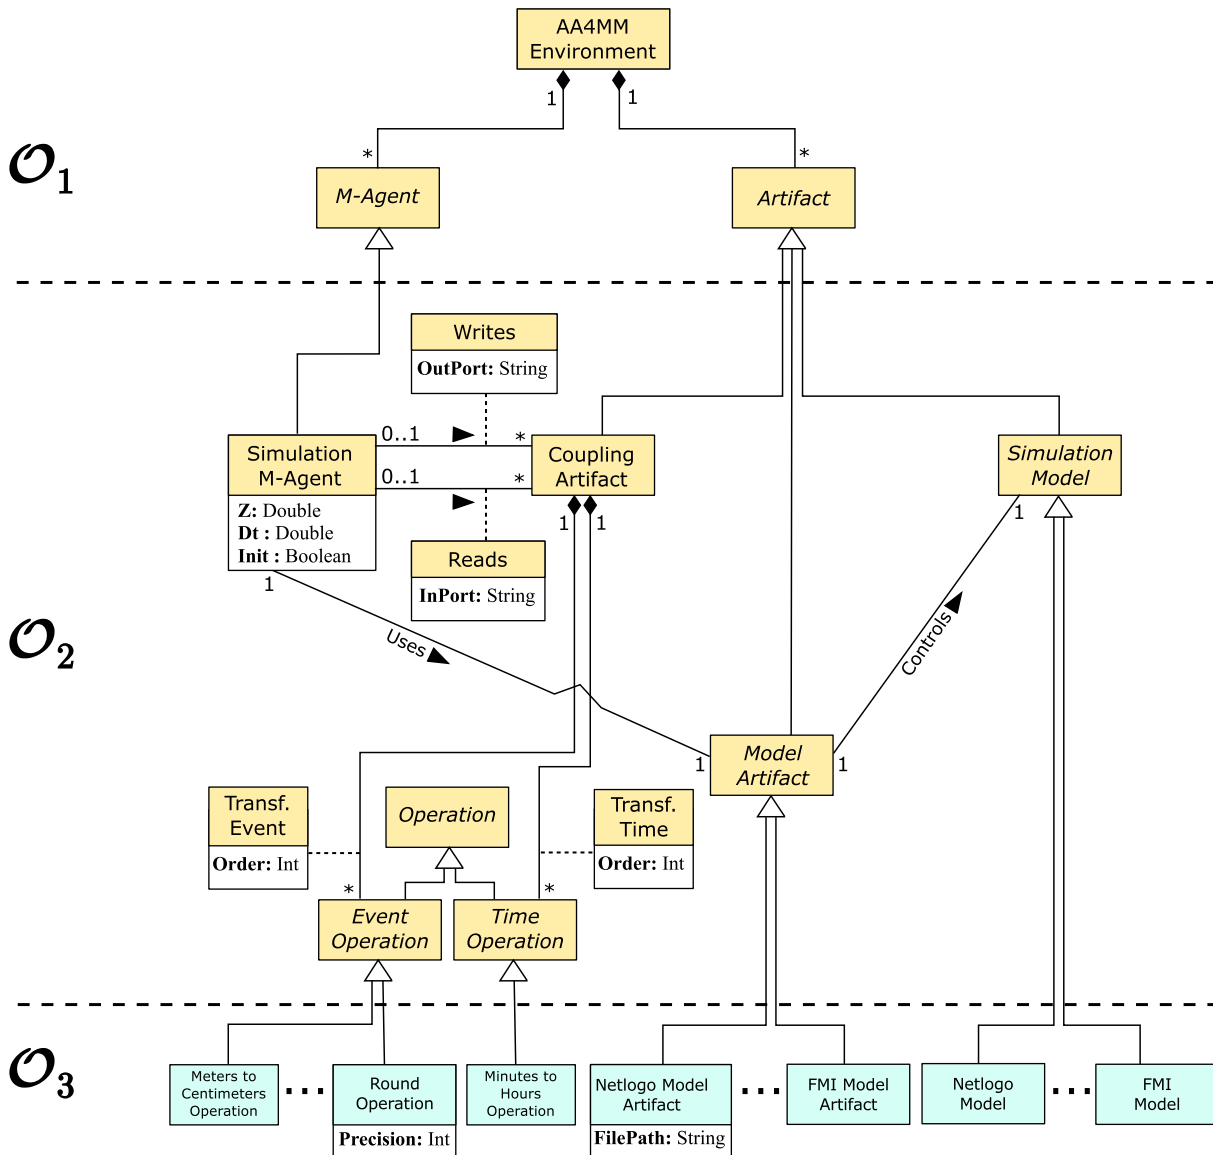 AA4MM
Environment
1
1
*
*
O1
M-Agent
Artifact
Writes
OutPort: String
0..1
*
Simulation
M-Agent
Coupling
Artifact
Simulation
Model
0..1
*
Z: Double
Dt : Double
Init : Boolean
1
1
1
Reads
InPort: String
1
O2
Uses
Controls
Model
Artifact
1
1
Transf.
Event
Order: Int
Operation
Transf.
Time
Order: Int
*
*
Event
Operation
Time
Operation
O3
Meters to
Centimeters
Operation
...
Round
Operation
Precision: Int
Minutes to
Hours
Operation
Netlogo Model
Artifact
FilePath: String
...
FMI Model
Artifact
Netlogo
Model
...
FMI
Model